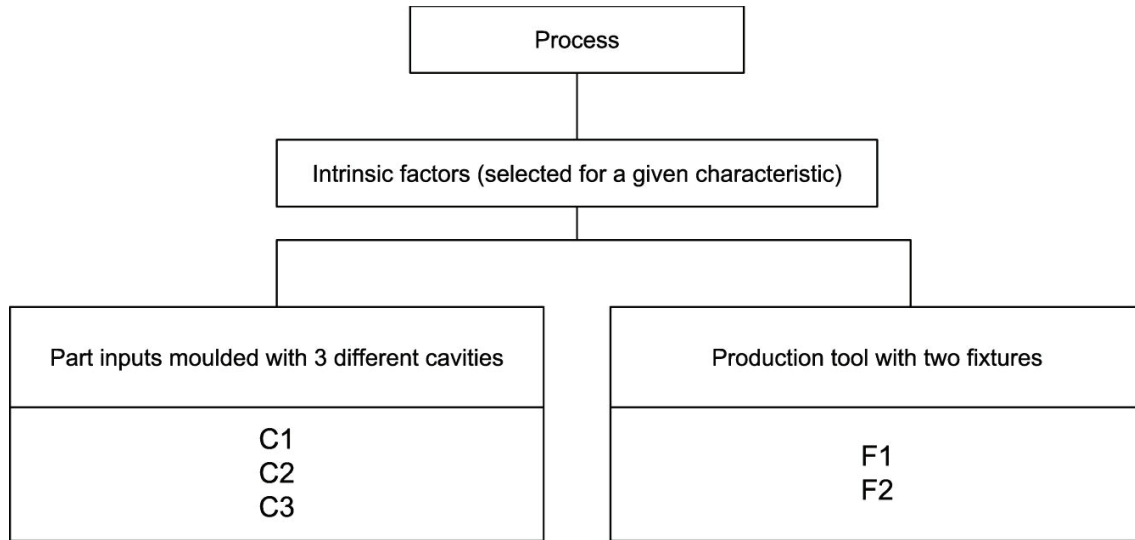 Process
Intrinsic factors (selected for a given characteristic)
Part inputs moulded with 3 different cavities
C1
C2
C3
Production tool with two fixtures
F1
F2